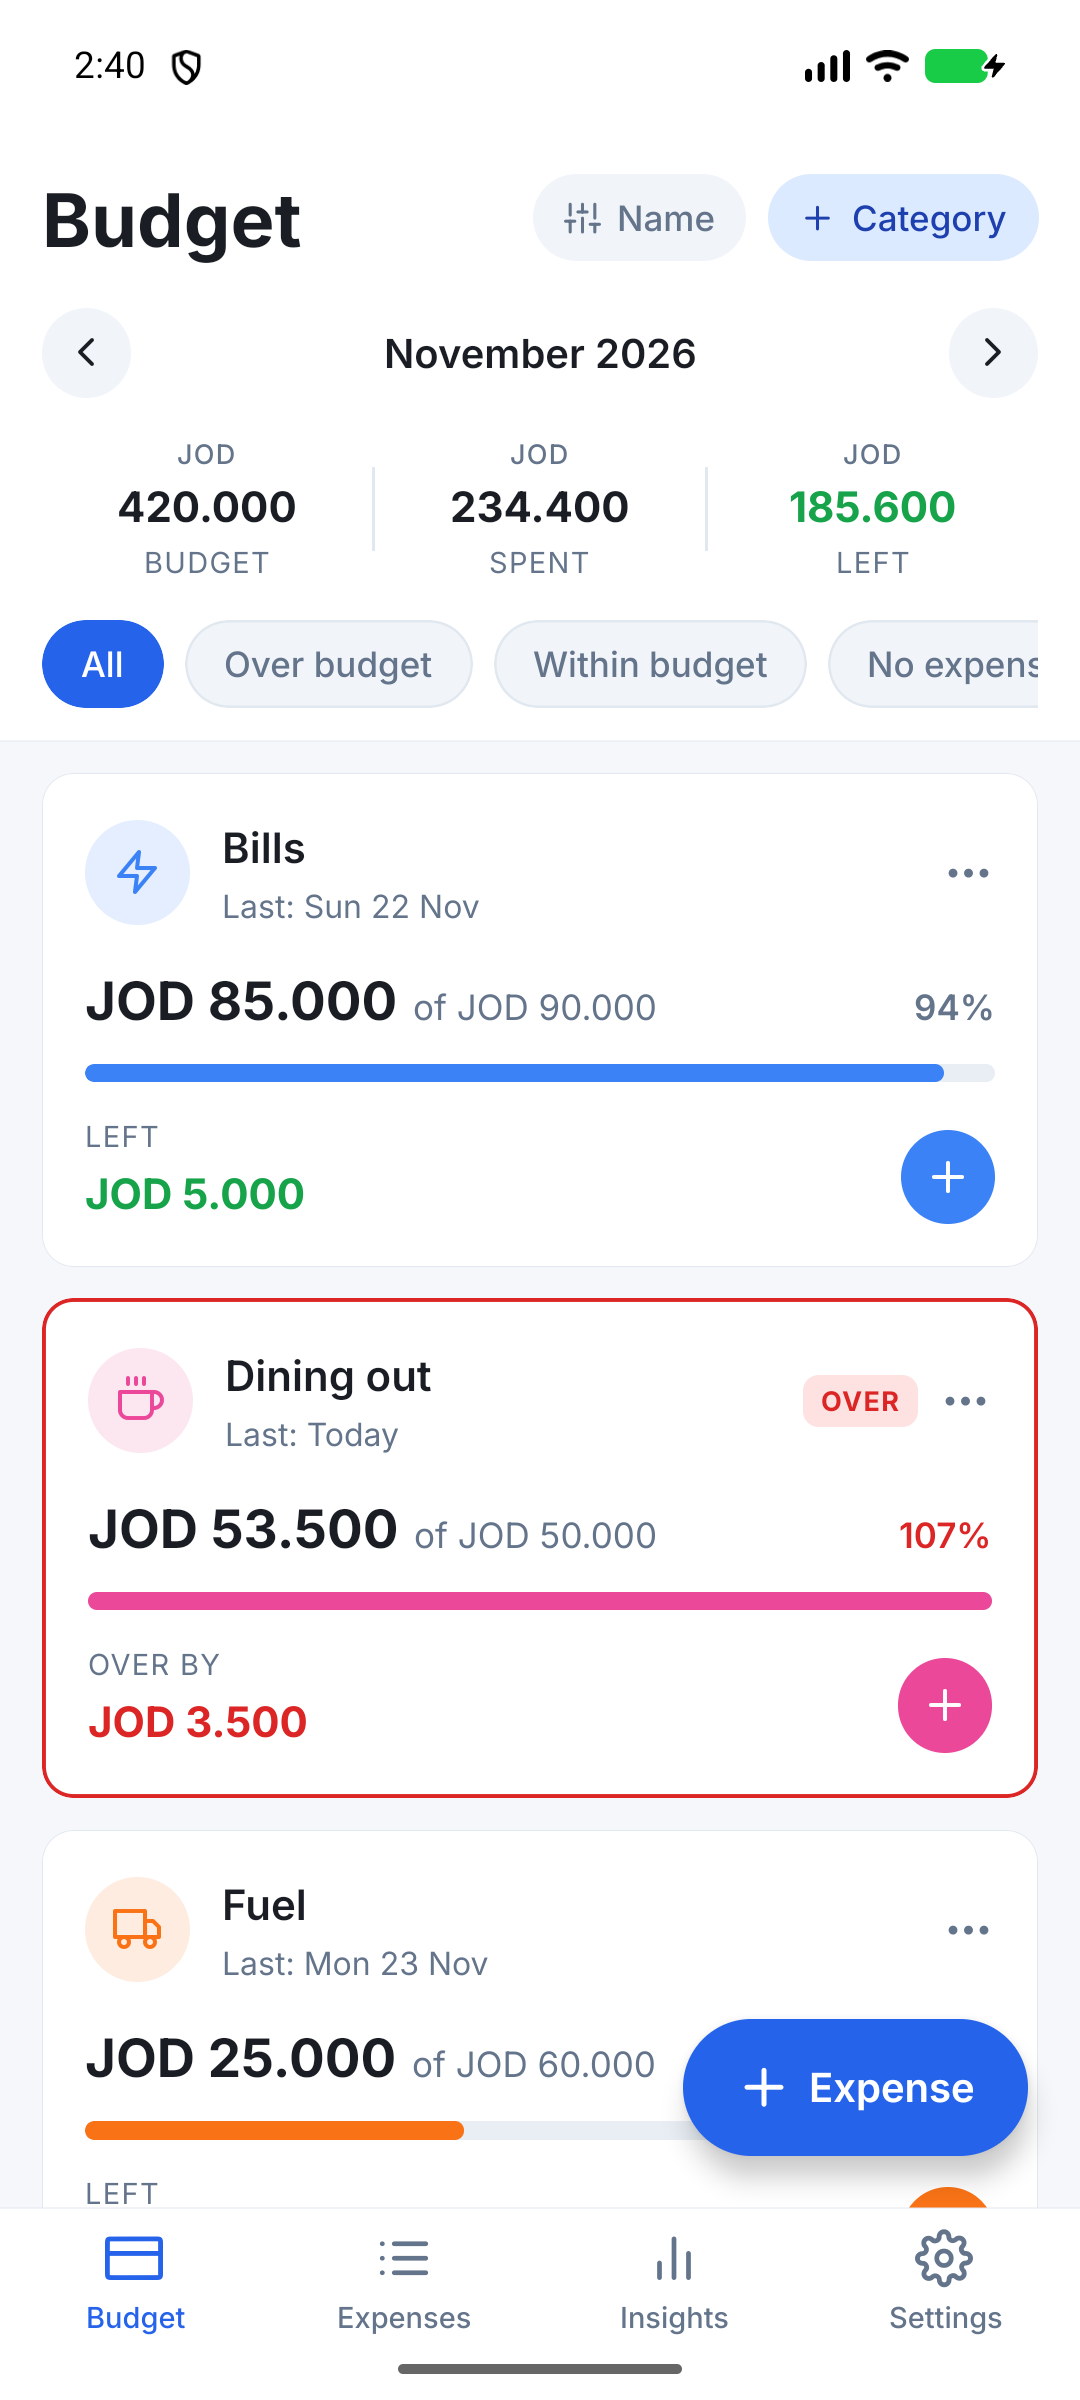 2:40
Budget
Name
Category
November 2026
JOD
420.000
BUDGET
JOD
234.400
SPENT
JOD
185.600
LEFT
All
Over budget
Within budget
No expens
Bills
Last: Sun 22 Nov
JOD 85.000 of JOD 90.000
94%
LEFT
JOD 5.000
Dining out
Last: Today
OVER
JOD 53.500 of JOD 50.000
107%
OVER BY
JOD 3.500
Fuel
Last: Mon 23 Nov
JOD 25.000 of JOD 60.000
Expense
LEFT
Budget
Expenses
Insights
Settings